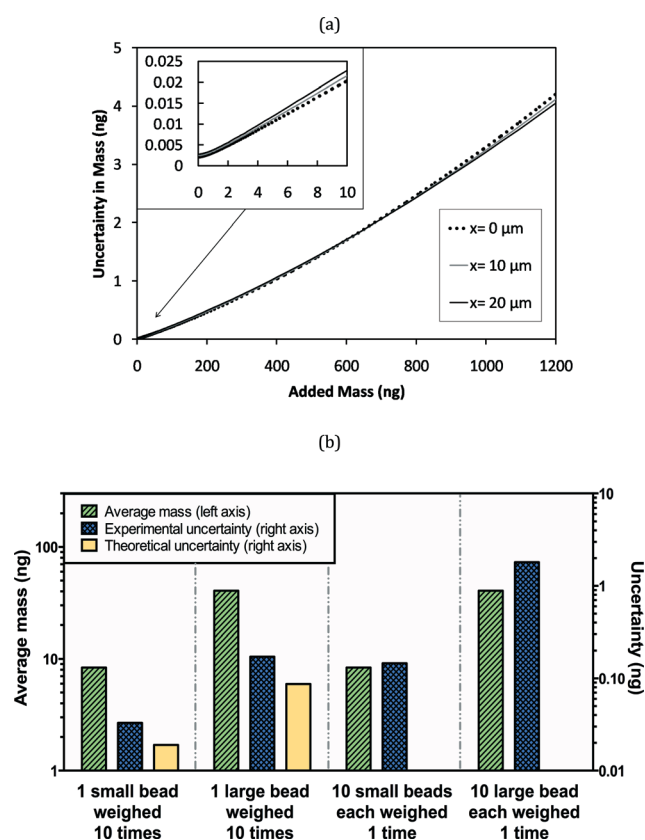 (a)
5
4
3
2
1
0
Uncertainty in Mass (ng)
0.025
0.02
0.015
0.01
0.005
0
0 2 4 6 8 10
x= 0 μm
x= 10 μm
x= 20 μm
0 200 400 600 800 1000 1200
Added Mass (ng)
(b)
Average mass (ng)
100
10
1
Average mass (left axis)
Experimental uncertainty (right axis)
Theoretical uncertainty (right axis)
10
1
0.10
0.01
Uncertainty (ng)
1 small bead
weighed
10 times
1 large bead
weighed
10 times
10 small beads
each weighed
1 time
10 large bead
each weighed
1 time